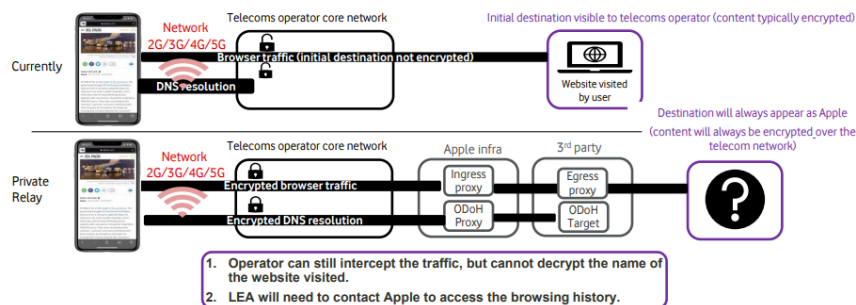 Telecoms operator core network
Initial destination visible to telecoms operator (content typically encrypted)
Network
2G/3G/4G/5G
Currently
Browser traffic (initial destination not encrypted)
DNS resolution
Website visited
by user
Destination will always appear as Apple
(content will always be encrypted over the
telecom network)
Telecoms operator core network
Network
2G/3G/4G/5G
Apple infra
3rd party
Private
Relay
Encrypted browser traffic
Ingress
proxy
Egress
proxy
?
Encrypted DNS resolution
ODoH
Proxy
ODoH
Target
1. Operator can still intercept the traffic, but cannot decrypt the name of
the website visited.
2. LEA will need to contact Apple to access the browsing history.